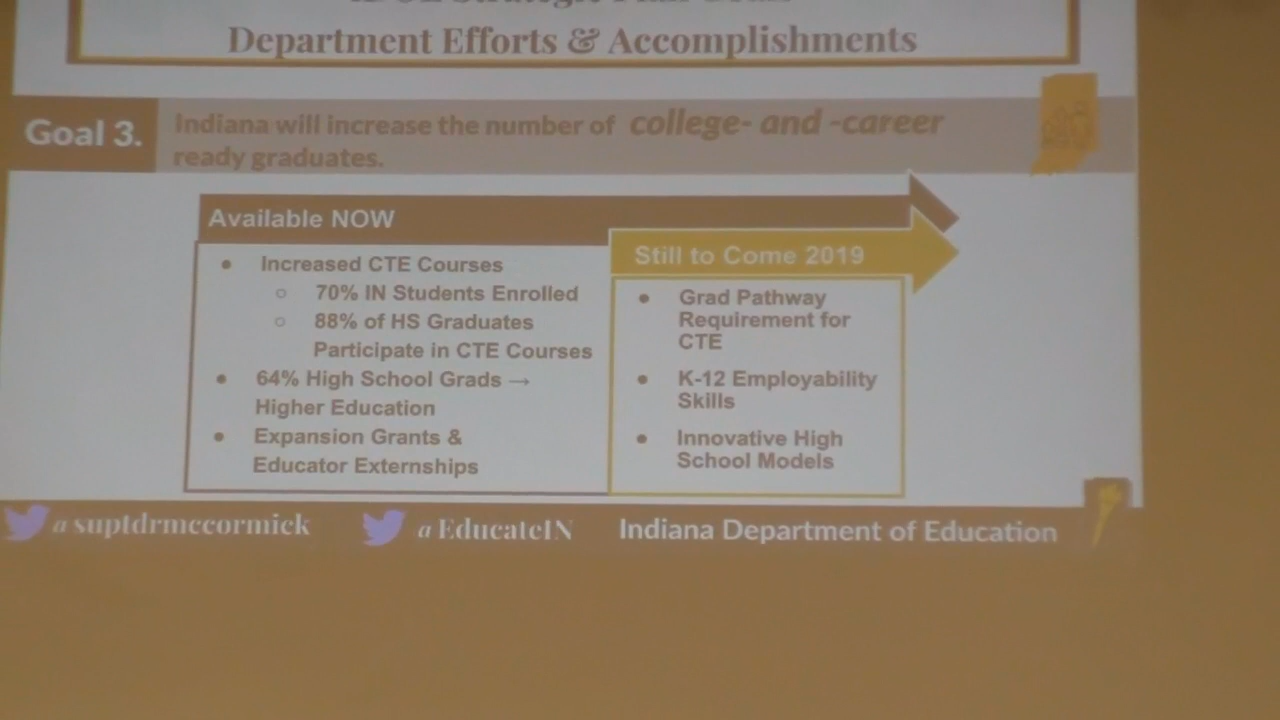 Department Efforts & Accomplishments
Goal 3.
Indiana will increase the number of college- and -career
ready graduates.
Available NOW
• Increased CTE Courses
○ 70% IN Students Enrolled
○ 88% of HS Graduates
Participate in CTE Courses
• 64% High School Grads →
Higher Education
• Expansion Grants &
Educator Externships
Still to Come 2019
• Grad Pathway
Requirement for
CTE
• K-12 Employability
Skills
• Innovative High
School Models
@suptdrmccormick
@EducateIN
Indiana Department of Education